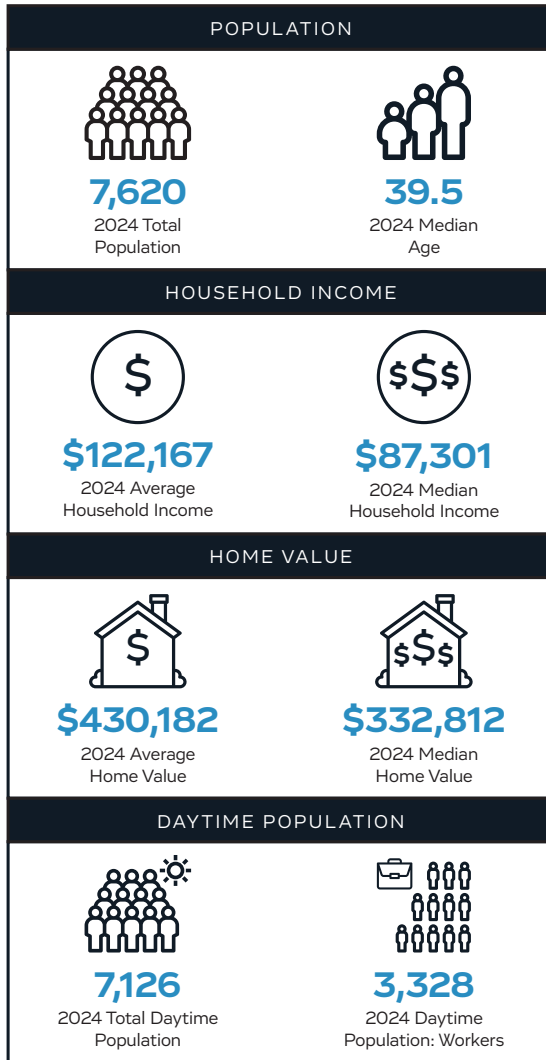 POPULATION
7,620
2024 Total
Population
39.5
2024 Median
Age
HOUSEHOLD INCOME
$
$122,167
2024 Average
Household Income
$$$
$87,301
2024 Median
Household Income
HOME VALUE
$
$430,182
2024 Average
Home Value
$$$
$332,812
2024 Median
Home Value
DAYTIME POPULATION
7,126
2024 Total Daytime
Population
3,328
2024 Daytime
Population: Workers